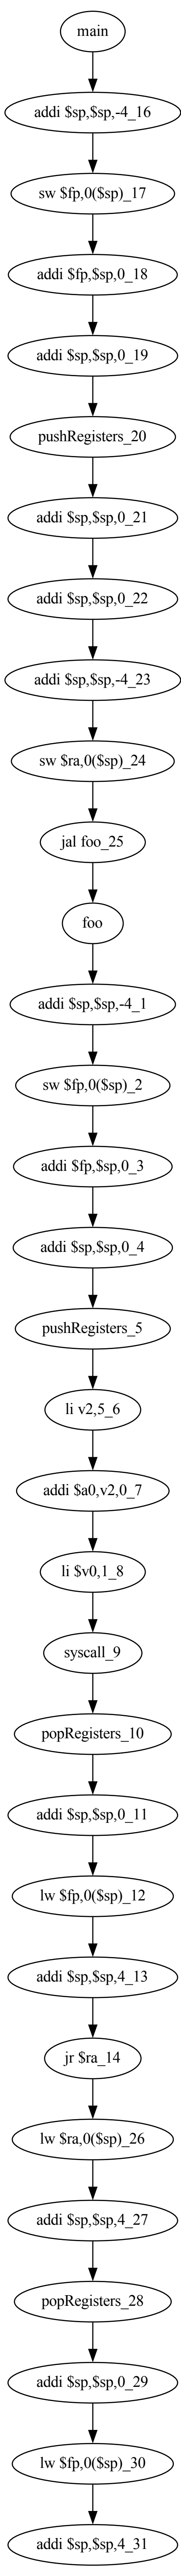 main
addi $sp,$sp,-4_16
sw $fp,0($sp)_17
addi $fp,$sp,0_18
addi $sp,$sp,0_19
pushRegisters_20
addi $sp,$sp,0_21
addi $sp,$sp,0_22
addi $sp,$sp,-4_23
sw $ra,0($sp)_24
jal foo_25
foo
addi $sp,$sp,-4_1
sw $fp,0($sp)_2
addi $fp,$sp,0_3
addi $sp,$sp,0_4
pushRegisters_5
li v2,5_6
addi $a0,v2,0_7
li $v0,1_8
syscall_9
popRegisters_10
addi $sp,$sp,0_11
lw $fp,0($sp)_12
addi $sp,$sp,4_13
jr $ra_14
lw $ra,0($sp)_26
addi $sp,$sp,4_27
popRegisters_28
addi $sp,$sp,0_29
lw $fp,0($sp)_30
addi $sp,$sp,4_31